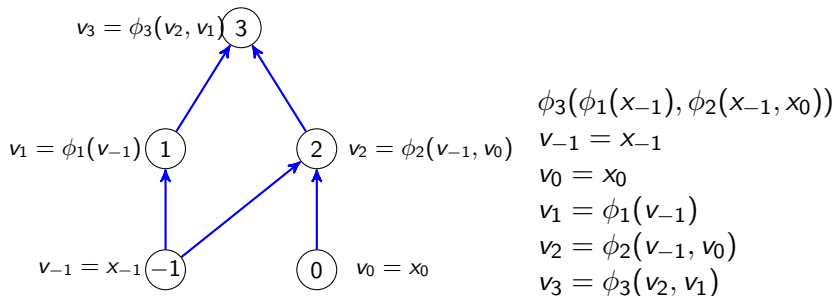 v₃ = ϕ₃(v₂, v₁) 3
v₁ = ϕ₁(v₋₁) 1 2 v₂ = ϕ₂(v₋₁, v₀)
v₋₁ = x₋₁ −1 0 v₀ = x₀
ϕ₃(ϕ₁(x₋₁), ϕ₂(x₋₁, x₀))
v₋₁ = x₋₁
v₀ = x₀
v₁ = ϕ₁(v₋₁)
v₂ = ϕ₂(v₋₁, v₀)
v₃ = ϕ₃(v₂, v₁)